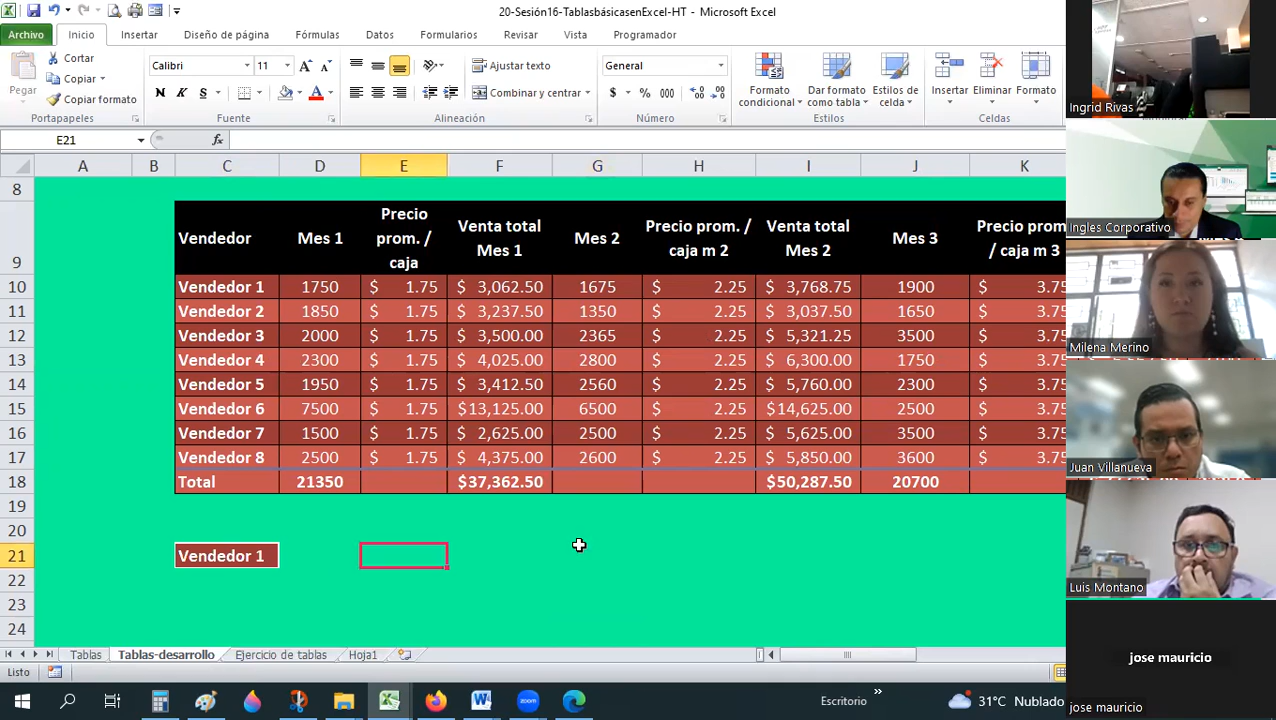 20-Sesión16-TablasbásicasenExcel-HT - Microsoft Excel
Archivo Inicio Insertar Diseño de página Fórmulas Datos Formularios Revisar Vista Programador
Pegar
Cortar
Copiar
Copiar formato
Portapapeles
Calibri 11
N K S
Fuente
Ajustar texto
Combinar y centrar
Alineación
General
$ % 000
Número
Formato condicional
Dar formato como tabla
Estilos de celda
Estilos
Insertar Eliminar Formato
Celdas
E21 fx
A B C D E F G H I J K
8
9 Vendedor Mes 1 Precio prom. / caja Venta total Mes 1 Mes 2 Precio prom. / caja m 2 Venta total Mes 2 Mes 3 Precio prom / caja m 3
10 Vendedor 1 1750 $ 1.75 $ 3,062.50 1675 $ 2.25 $ 3,768.75 1900 $ 3.75
11 Vendedor 2 1850 $ 1.75 $ 3,237.50 1350 $ 2.25 $ 3,037.50 1650 $ 3.75
12 Vendedor 3 2000 $ 1.75 $ 3,500.00 2365 $ 2.25 $ 5,321.25 3500 $ 3.75
13 Vendedor 4 2300 $ 1.75 $ 4,025.00 2800 $ 2.25 $ 6,300.00 1750 $ 3.75
14 Vendedor 5 1950 $ 1.75 $ 3,412.50 2560 $ 2.25 $ 5,760.00 2300 $ 3.75
15 Vendedor 6 7500 $ 1.75 $13,125.00 6500 $ 2.25 $14,625.00 2500 $ 3.75
16 Vendedor 7 1500 $ 1.75 $ 2,625.00 2500 $ 2.25 $ 5,625.00 3500 $ 3.75
17 Vendedor 8 2500 $ 1.75 $ 4,375.00 2600 $ 2.25 $ 5,850.00 3600 $ 3.75
18 Total 21350 $37,362.50 $50,287.50 20700
19
20
21 Vendedor 1
22
23
24
Tablas Tablas-desarrollo Ejercicio de tablas Hoja1
Listo
Escritorio » 31°C Nublado
zoom
Ingrid Rivas
Ingles Corporativo
Milena Merino
Juan Villanueva
Luis Montano
jose mauricio
jose mauricio